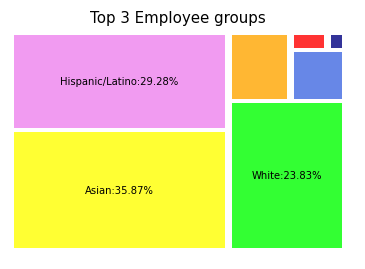 Top 3 Employee groups
Hispanic/Latino:29.28%
Asian:35.87%
White:23.83%